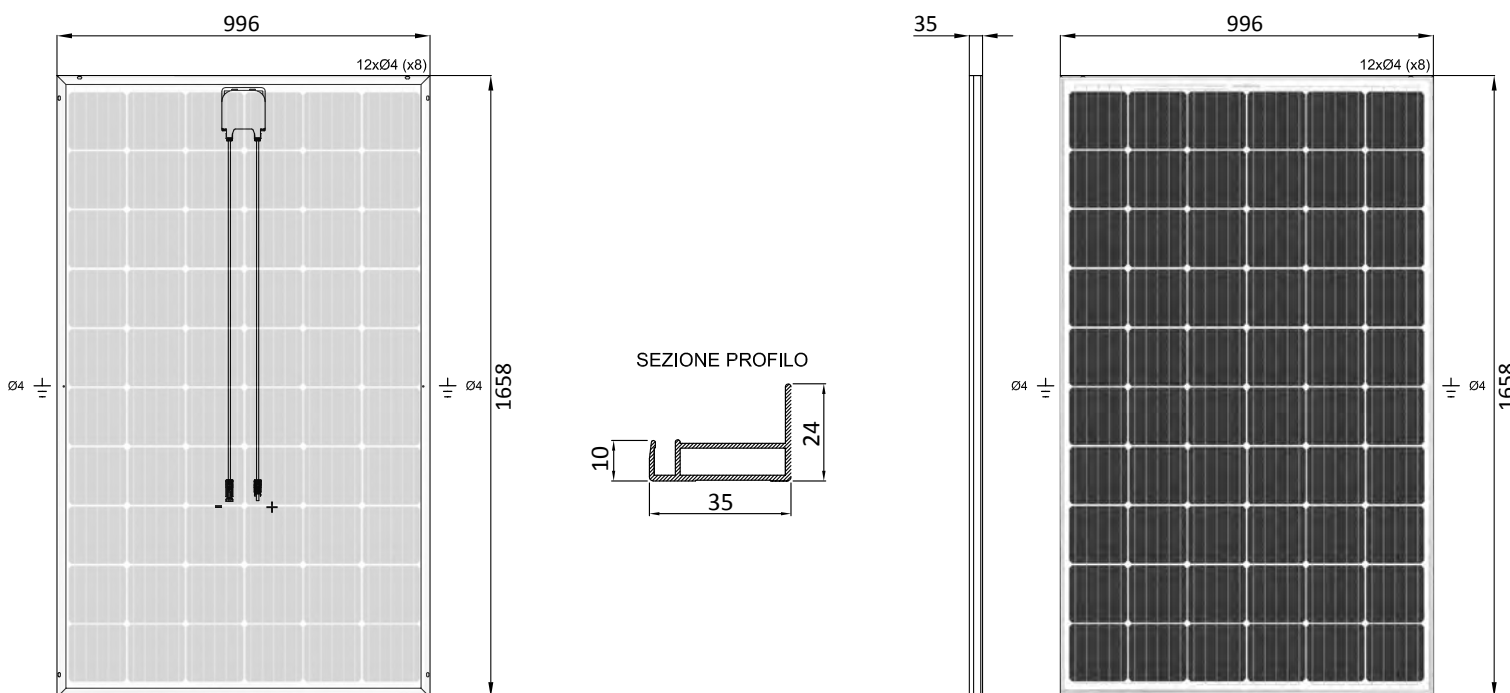 996
35
996
12xØ4 (x8)
12xØ4 (x8)
SEZIONE PROFILO
Ø4
Ø4
1658
Ø4
Ø4
1658
10
24
35
-
+